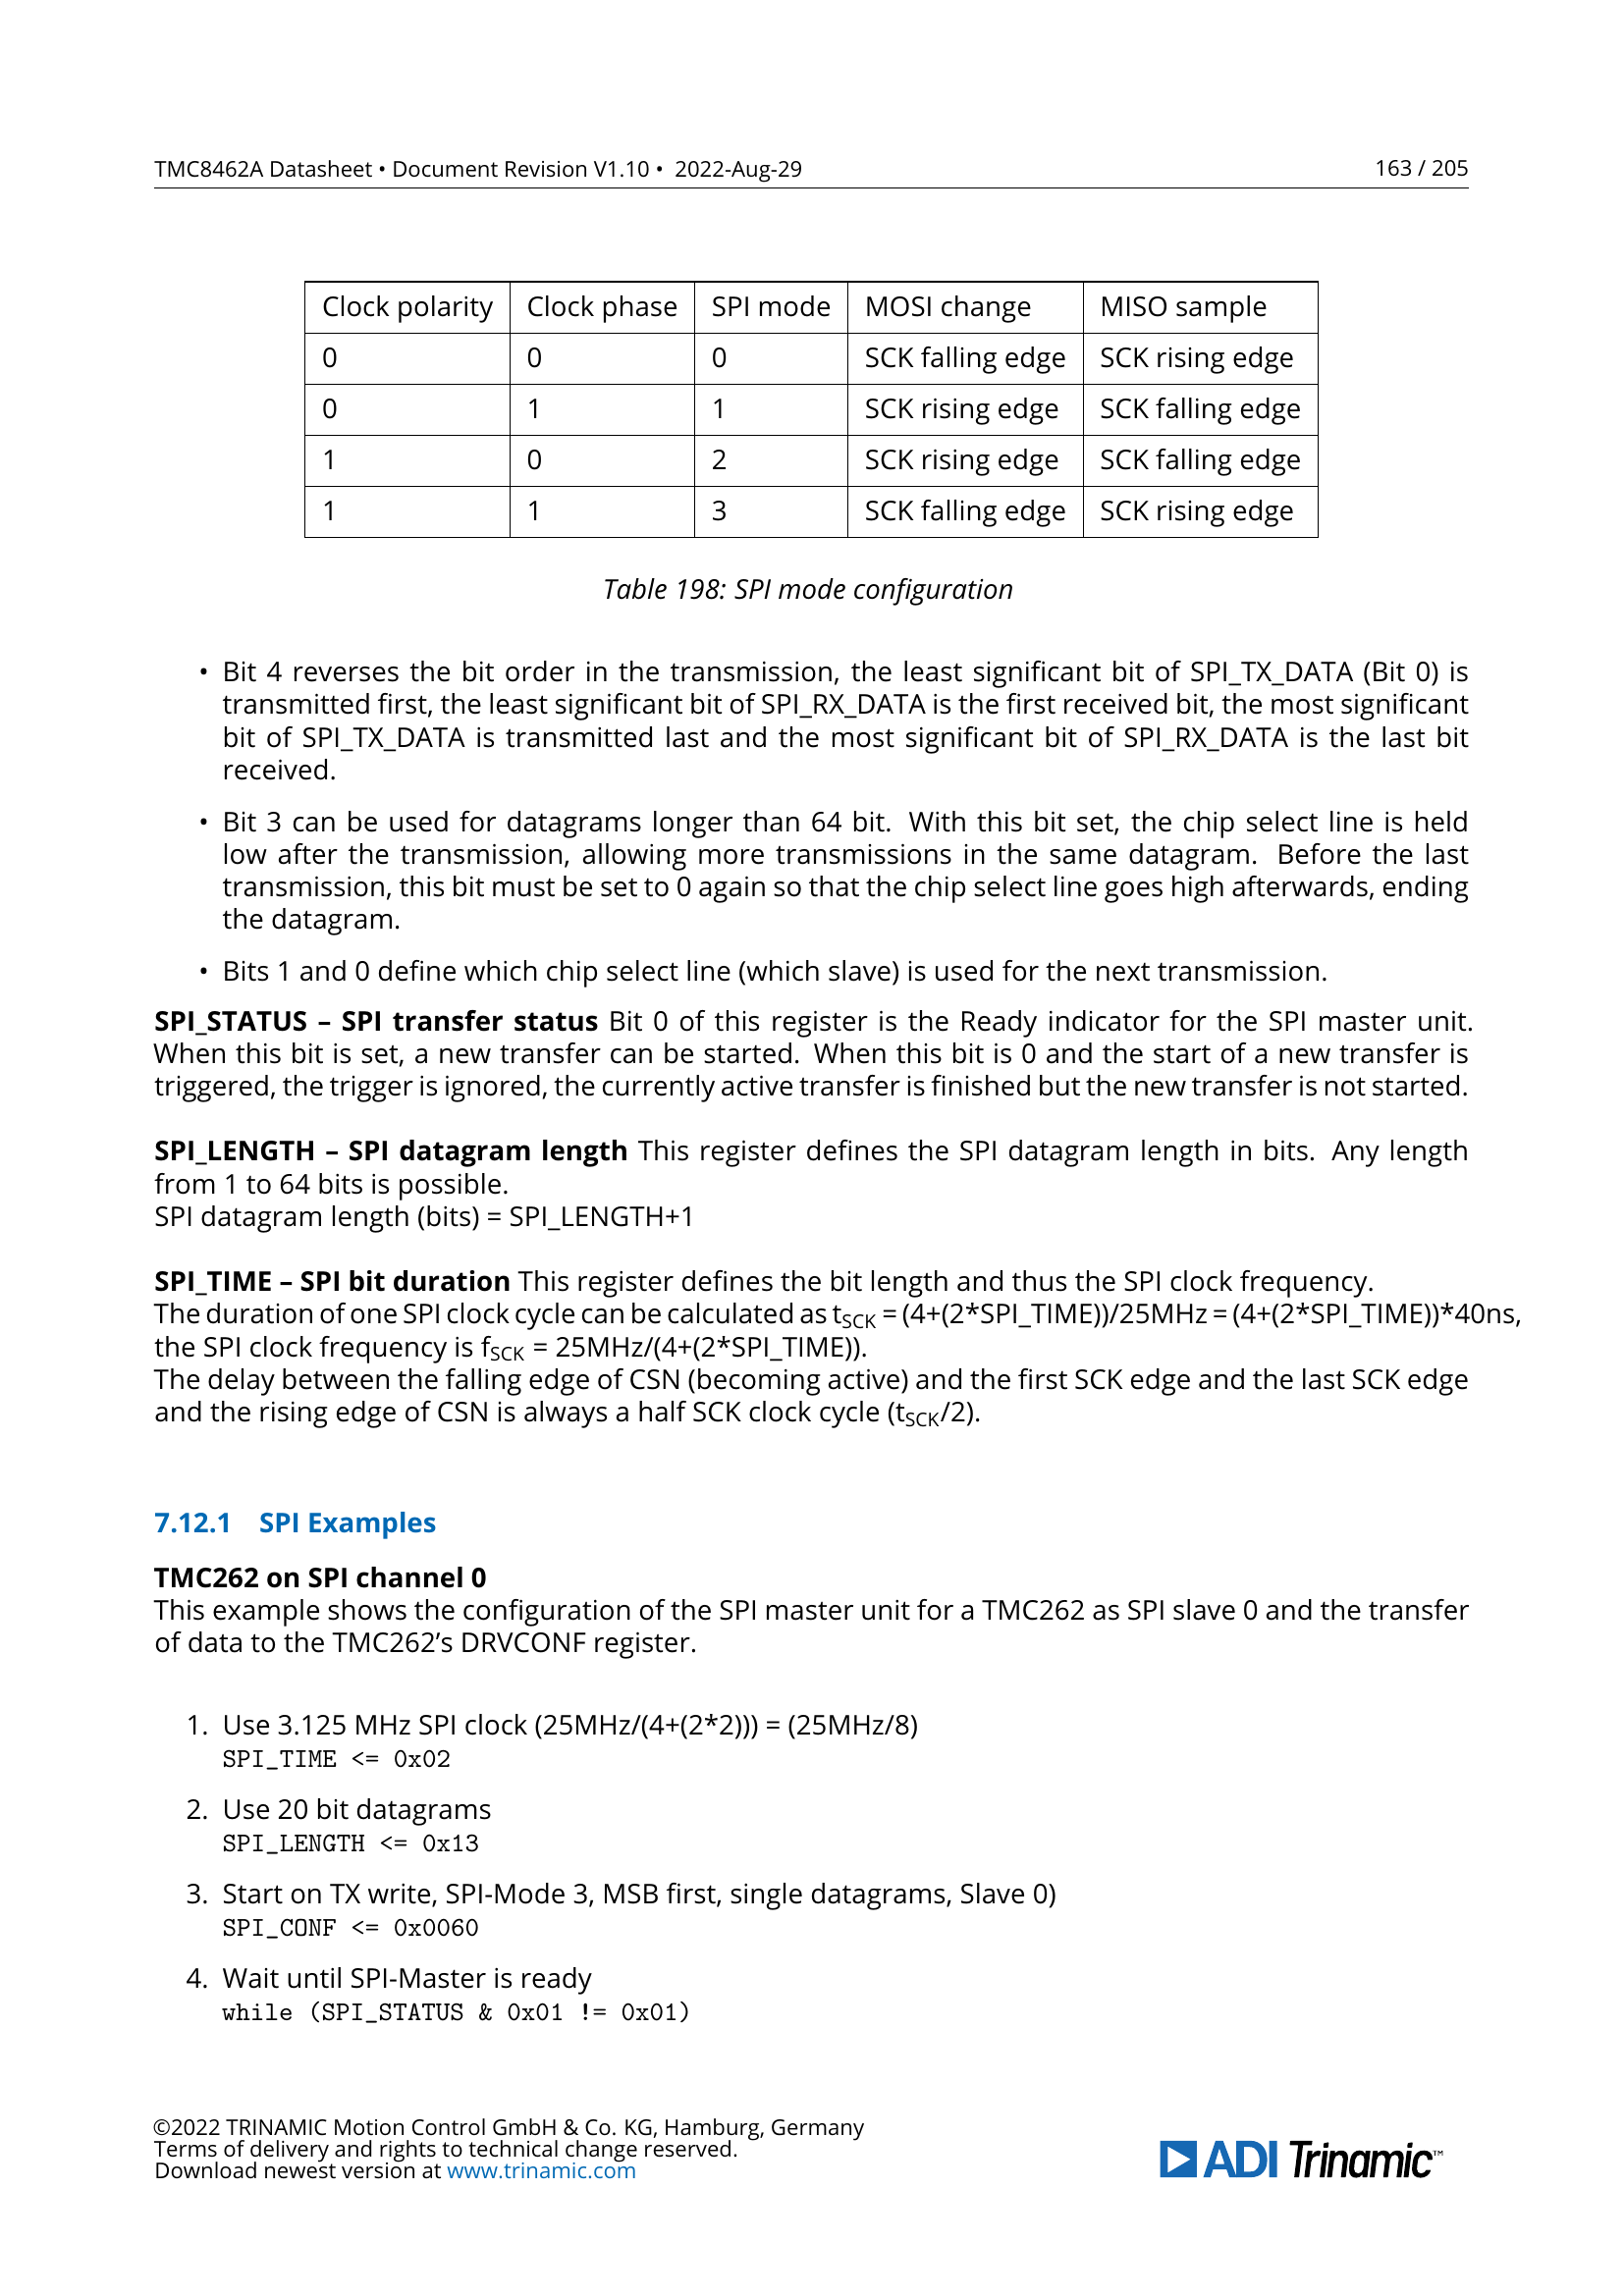 TMC8462A Datasheet • Document Revision V1.10 • 2022-Aug-29 163 / 205
Clock polarity Clock phase SPI mode MOSI change MISO sample
0 0 0 SCK falling edge SCK rising edge
0 1 1 SCK rising edge SCK falling edge
1 0 2 SCK rising edge SCK falling edge
1 1 3 SCK falling edge SCK rising edge
Table 198: SPI mode configuration
• Bit 4 reverses the bit order in the transmission, the least significant bit of SPI_TX_DATA (Bit 0) is
transmitted first, the least significant bit of SPI_RX_DATA is the first received bit, the most significant
bit of SPI_TX_DATA is transmitted last and the most significant bit of SPI_RX_DATA is the last bit
received.
• Bit 3 can be used for datagrams longer than 64 bit. With this bit set, the chip select line is held
low after the transmission, allowing more transmissions in the same datagram. Before the last
transmission, this bit must be set to 0 again so that the chip select line goes high afterwards, ending
the datagram.
• Bits 1 and 0 define which chip select line (which slave) is used for the next transmission.
SPI_STATUS – SPI transfer status Bit 0 of this register is the Ready indicator for the SPI master unit.
When this bit is set, a new transfer can be started. When this bit is 0 and the start of a new transfer is
triggered, the trigger is ignored, the currently active transfer is finished but the new transfer is not started.
SPI_LENGTH – SPI datagram length This register defines the SPI datagram length in bits. Any length
from 1 to 64 bits is possible.
SPI datagram length (bits) = SPI_LENGTH+1
SPI_TIME – SPI bit duration This register defines the bit length and thus the SPI clock frequency.
The duration of one SPI clock cycle can be calculated as tSCK = (4+(2*SPI_TIME))/25MHz = (4+(2*SPI_TIME))*40ns,
the SPI clock frequency is fSCK = 25MHz/(4+(2*SPI_TIME)).
The delay between the falling edge of CSN (becoming active) and the first SCK edge and the last SCK edge
and the rising edge of CSN is always a half SCK clock cycle (tSCK/2).
7.12.1 SPI Examples
TMC262 on SPI channel 0
This example shows the configuration of the SPI master unit for a TMC262 as SPI slave 0 and the transfer
of data to the TMC262’s DRVCONF register.
1. Use 3.125 MHz SPI clock (25MHz/(4+(2*2))) = (25MHz/8)
SPI_TIME <= 0x02
2. Use 20 bit datagrams
SPI_LENGTH <= 0x13
3. Start on TX write, SPI-Mode 3, MSB first, single datagrams, Slave 0)
SPI_CONF <= 0x0060
4. Wait until SPI-Master is ready
while (SPI_STATUS & 0x01 != 0x01)
©2022 TRINAMIC Motion Control GmbH & Co. KG, Hamburg, Germany
Terms of delivery and rights to technical change reserved.
Download newest version at www.trinamic.com
ADI Trinamic™